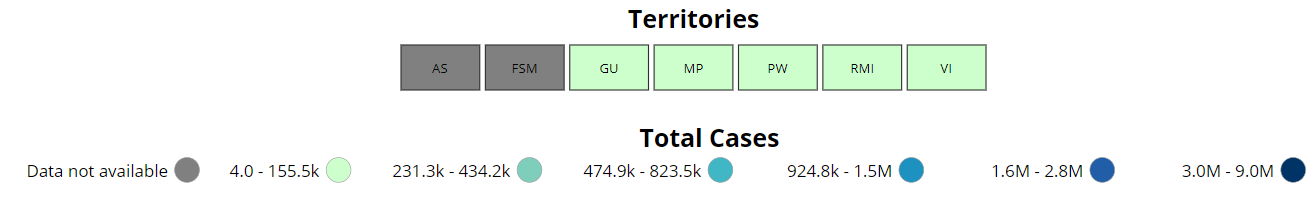 Territories
AS FSM GU MP PW RMI VI
Total Cases
Data not available 4.0 - 155.5k 231.3k - 434.2k 474.9k - 823.5k 924.8k - 1.5M 1.6M - 2.8M 3.0M - 9.0M